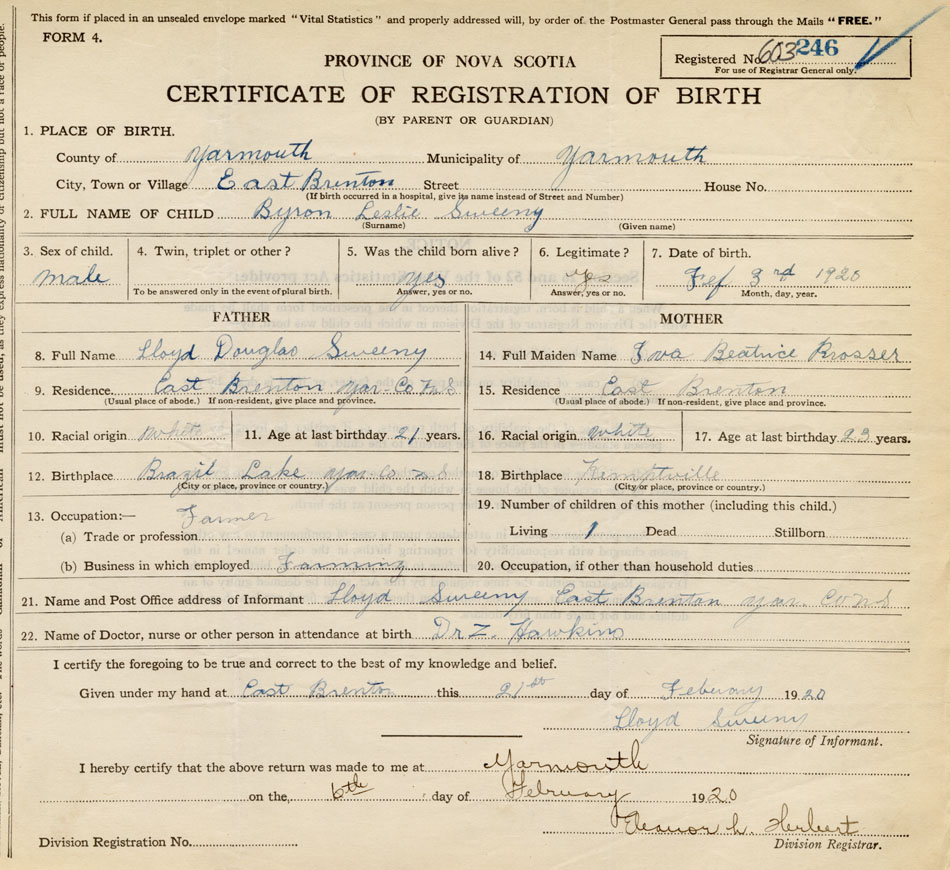 This form if placed in an unsealed envelope marked "Vital Statistics" and properly addressed will, by order of the Postmaster General pass through the Mails "FREE."
FORM 4.
Registered No. 603 246
For use of Registrar General only.
PROVINCE OF NOVA SCOTIA
CERTIFICATE OF REGISTRATION OF BIRTH
(BY PARENT OR GUARDIAN)
1. PLACE OF BIRTH.
County of Yarmouth Municipality of Yarmouth
City, Town or Village East Brenton Street House No.
(If birth occurred in a hospital, give its name instead of Street and Number)
2. FULL NAME OF CHILD Byron Leslie Sweeny
(Surname) (Given name)
3. Sex of child. 4. Twin, triplet or other? 5. Was the child born alive? 6. Legitimate? 7. Date of birth.
male yes yes Fef 3rd 1920
To be answered only in the event of plural birth. Answer, yes or no. Answer, yes or no. Month, day, year.
FATHER MOTHER
8. Full Name Lloyd Douglas Sweeny 14. Full Maiden Name Iva Beatrice Prosser
9. Residence East Brenton Yar-Co N S 15. Residence East Brenton
(Usual place of abode.) If non-resident, give place and province. (Usual place of abode.) If non-resident, give place and province.
10. Racial origin White 11. Age at last birthday 21 years. 16. Racial origin White 17. Age at last birthday 23 years.
12. Birthplace Brazil Lake Yar Co N S 18. Birthplace Kemptville
(City or place, province or country.) (City or place, province or country.)
13. Occupation:— Farmer 19. Number of children of this mother (including this child.)
(a) Trade or profession Living 1 Dead Stillborn
(b) Business in which employed Farming 20. Occupation, if other than household duties
21. Name and Post Office address of Informant Lloyd Sweeny East Brenton Yar. Co N S
22. Name of Doctor, nurse or other person in attendance at birth Dr Z. Hawkins
I certify the foregoing to be true and correct to the best of my knowledge and belief.
Given under my hand at East Brenton this 21st day of Febuary 1920
Lloyd Sweeny
Signature of Informant.
I hereby certify that the above return was made to me at Yarmouth
on the 6th day of February 1920
Eleanor L. Herbert
Division Registration No. Division Registrar.